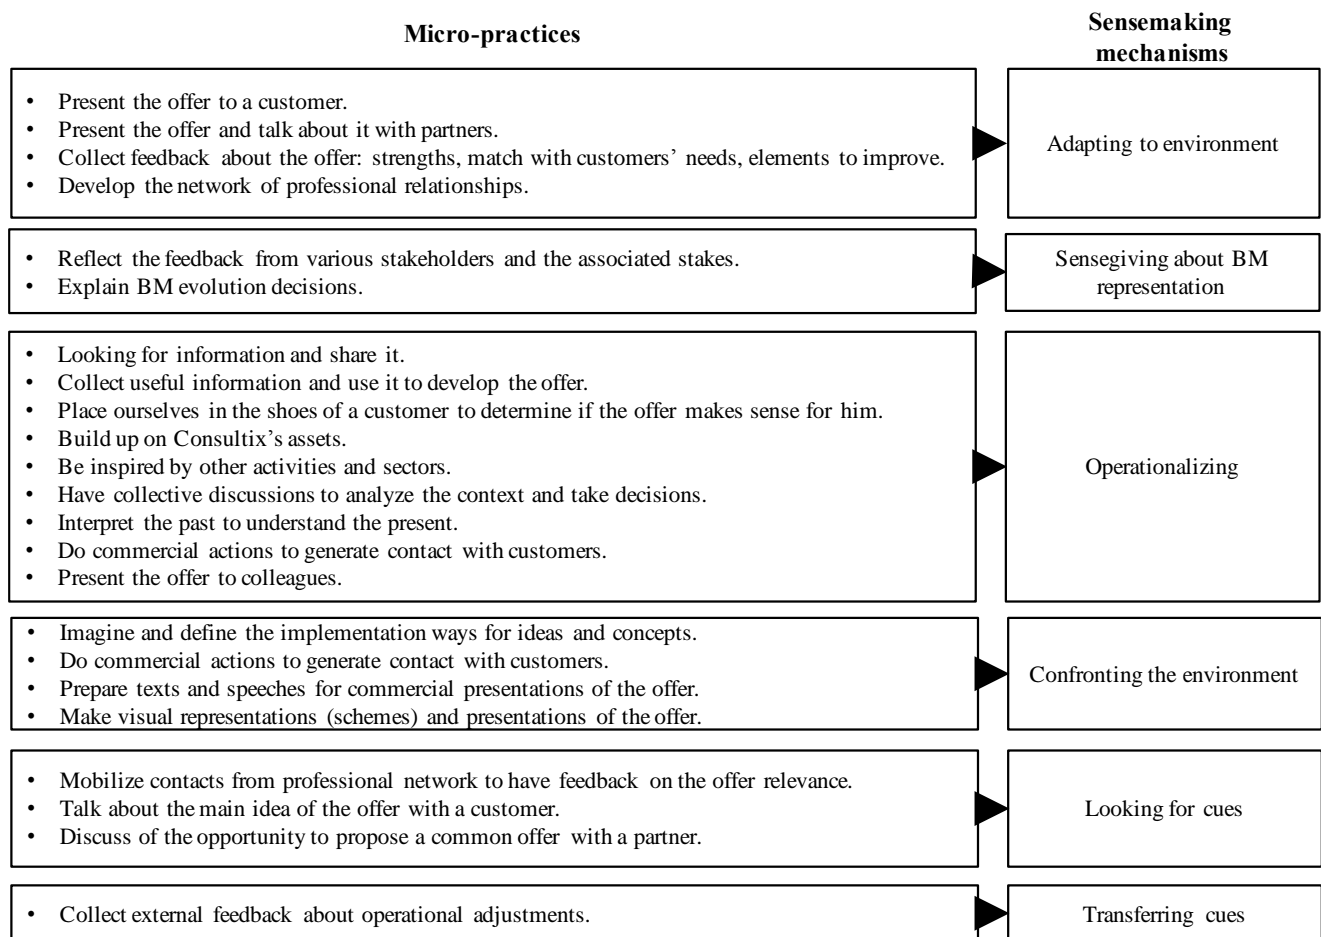 Micro-practices
Sensemaking
mechanisms
• Present the offer to a customer.
• Present the offer and talk about it with partners.
• Collect feedback about the offer: strengths, match with customers’ needs, elements to improve.
• Develop the network of professional relationships.
Adapting to environment
• Reflect the feedback from various stakeholders and the associated stakes.
• Explain BM evolution decisions.
Sensegiving about BM
representation
• Looking for information and share it.
• Collect useful information and use it to develop the offer.
• Place ourselves in the shoes of a customer to determine if the offer makes sense for him.
• Build up on Consultix’s assets.
• Be inspired by other activities and sectors.
• Have collective discussions to analyze the context and take decisions.
• Interpret the past to understand the present.
• Do commercial actions to generate contact with customers.
• Present the offer to colleagues.
Operationalizing
• Imagine and define the implementation ways for ideas and concepts.
• Do commercial actions to generate contact with customers.
• Prepare texts and speeches for commercial presentations of the offer.
• Make visual representations (schemes) and presentations of the offer.
Confronting the environment
• Mobilize contacts from professional network to have feedback on the offer relevance.
• Talk about the main idea of the offer with a customer.
• Discuss of the opportunity to propose a common offer with a partner.
Looking for cues
• Collect external feedback about operational adjustments.
Transferring cues